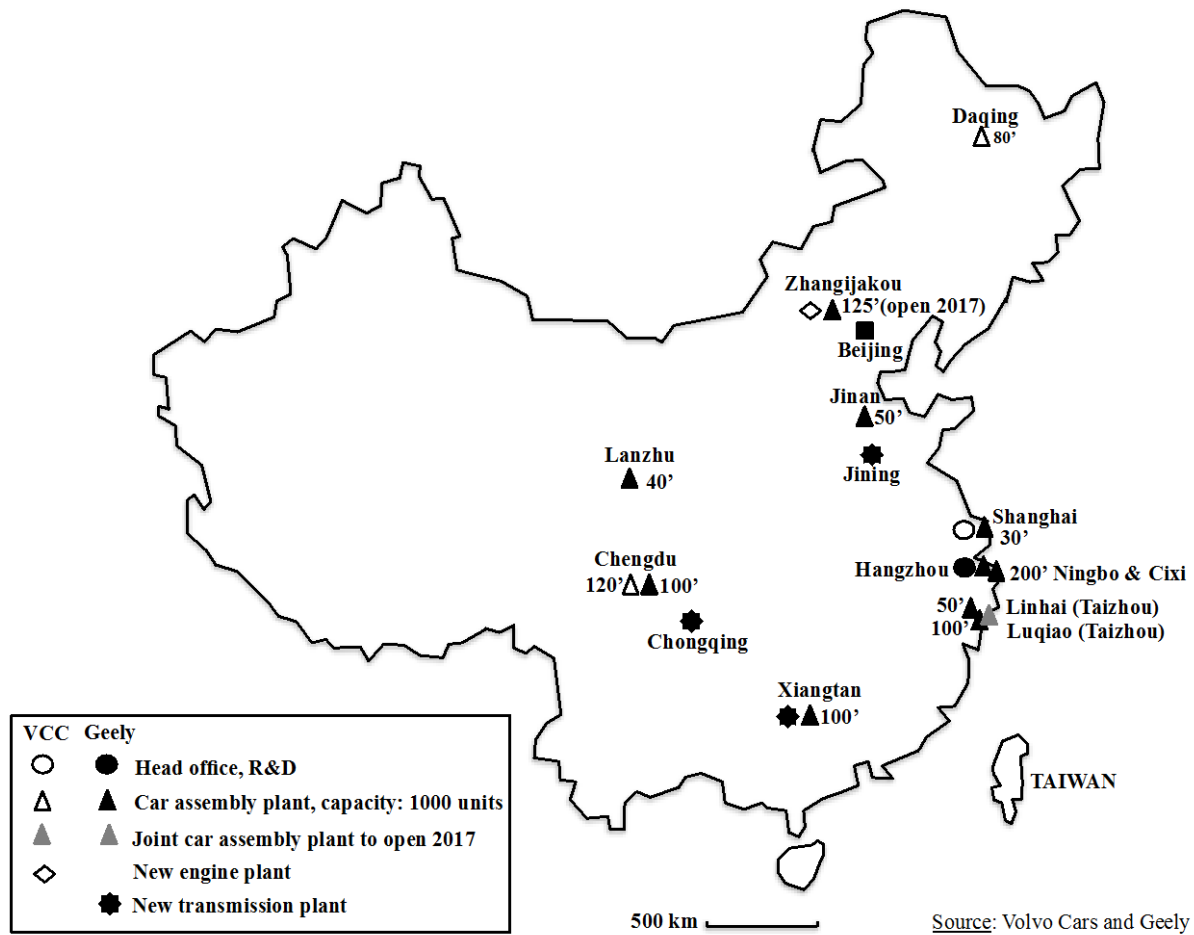 Daqing
80’
Zhangijakou
125’(open 2017)
Beijing
Jinan
50’
Jining
Lanzhu
40’
Shanghai
30’
Chengdu
120’ 100’
Hangzhou
200’ Ningbo & Cixi
50’ Linhai (Taizhou)
100’ Luqiao (Taizhou)
Chongqing
Xiangtan
100’
TAIWAN
VCC Geely
Head office, R&D
Car assembly plant, capacity: 1000 units
Joint car assembly plant to open 2017
New engine plant
New transmission plant
500 km
Source: Volvo Cars and Geely